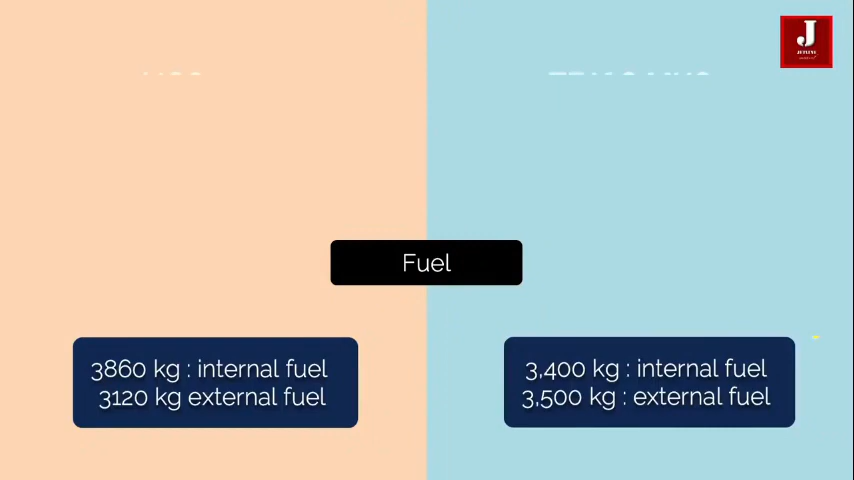 J
Fuel
3860 kg : internal fuel
3120 kg external fuel
3,400 kg : internal fuel
3,500 kg : external fuel